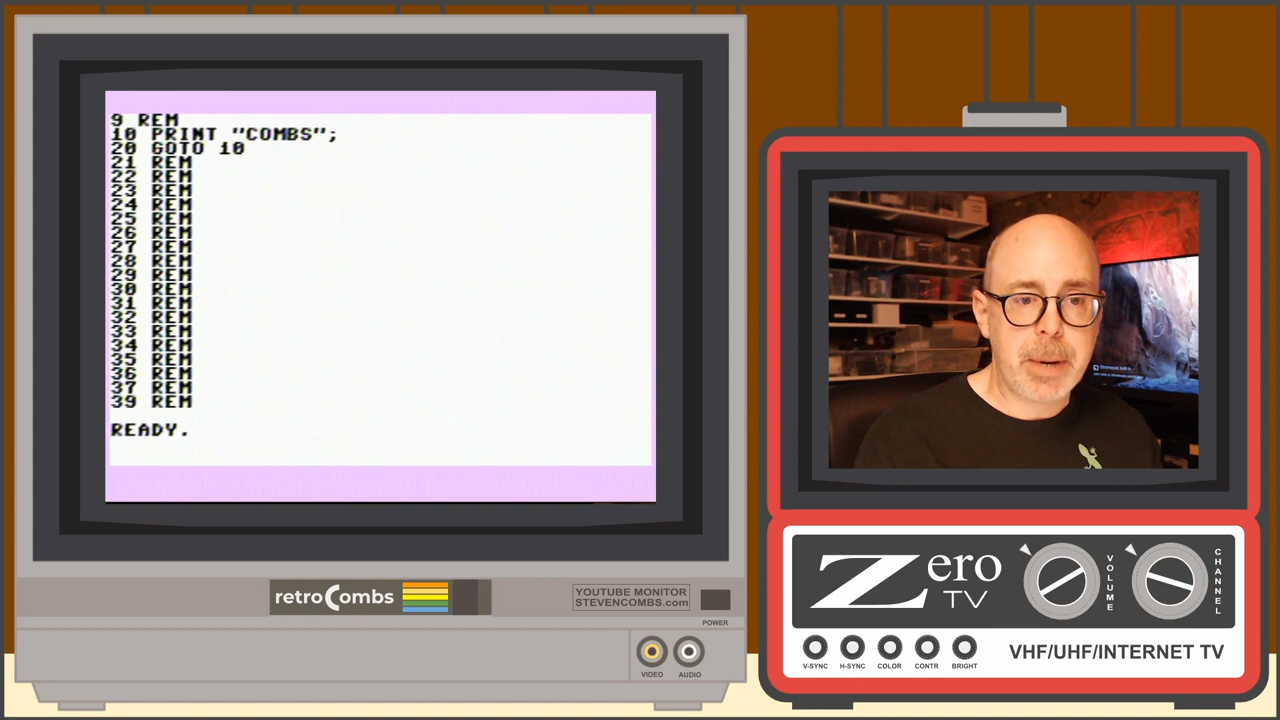 9 REM
10 PRINT "COMBS";
20 GOTO 10
21 REM
22 REM
23 REM
24 REM
25 REM
26 REM
27 REM
28 REM
29 REM
30 REM
31 REM
32 REM
33 REM
34 REM
35 REM
36 REM
37 REM
39 REM
READY.
retroCombs
YOUTUBE MONITOR
STEVENCOMBS.com
POWER
VIDEO
AUDIO
Zero
TV
VOLUME
CHANNEL
V-SYNC
H-SYNC
COLOR
CONTR
BRIGHT
VHF/UHF/INTERNET TV